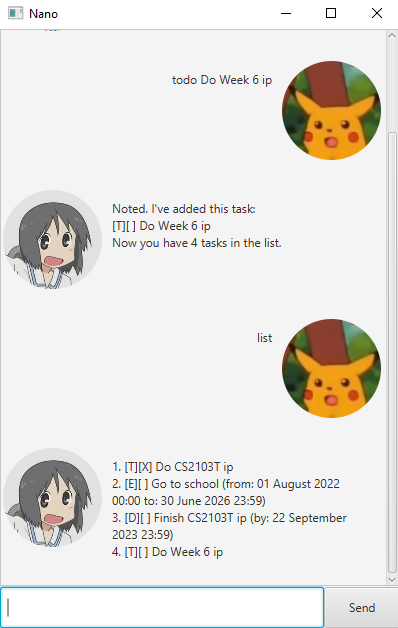 Nano
todo Do Week 6 ip
Noted. I've added this task:
[T][ ] Do Week 6 ip
Now you have 4 tasks in the list.
list
1. [T][X] Do CS2103T ip
2. [E][ ] Go to school (from: 01 August 2022
00:00 to: 30 June 2026 23:59)
3. [D][ ] Finish CS2103T ip (by: 22 September
2023 23:59)
4. [T][ ] Do Week 6 ip
Send